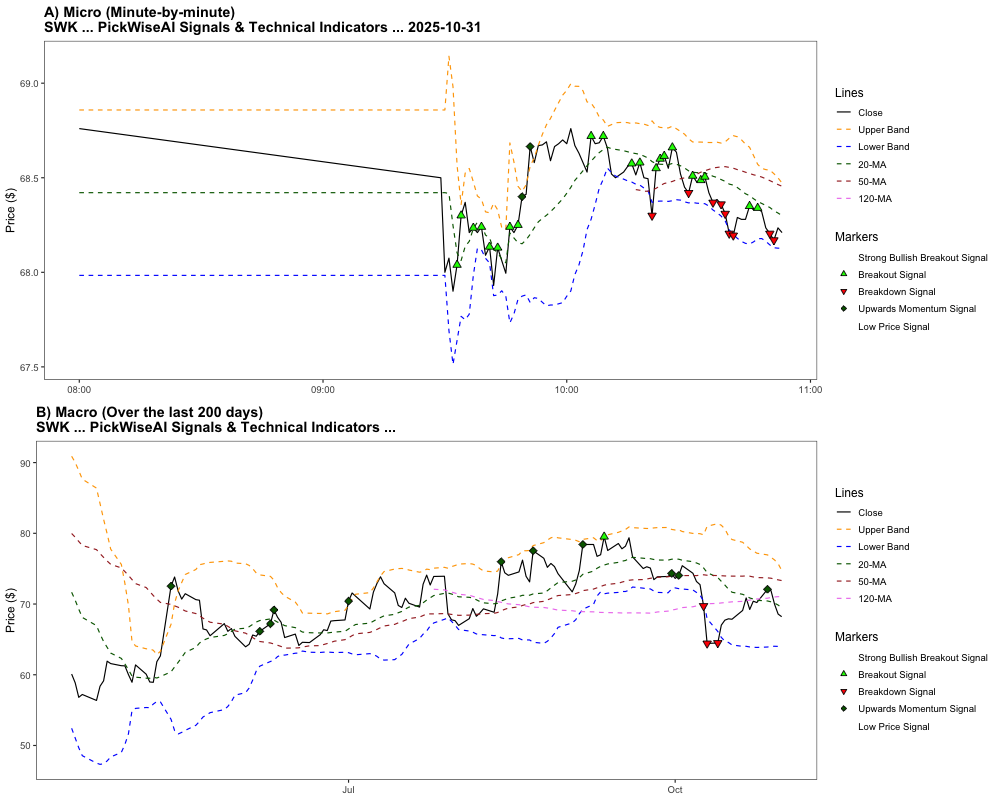 A) Micro (Minute-by-minute)
SWK ... PickWiseAI Signals & Technical Indicators ... 2025-10-31
Price ($)
69.0
68.5
68.0
67.5
08:00
09:00
10:00
11:00
Lines
Close
Upper Band
Lower Band
20-MA
50-MA
120-MA
Markers
Strong Bullish Breakout Signal
Breakout Signal
Breakdown Signal
Upwards Momentum Signal
Low Price Signal
B) Macro (Over the last 200 days)
SWK ... PickWiseAI Signals & Technical Indicators ...
Price ($)
90
80
70
60
50
Jul
Oct
Lines
Close
Upper Band
Lower Band
20-MA
50-MA
120-MA
Markers
Strong Bullish Breakout Signal
Breakout Signal
Breakdown Signal
Upwards Momentum Signal
Low Price Signal